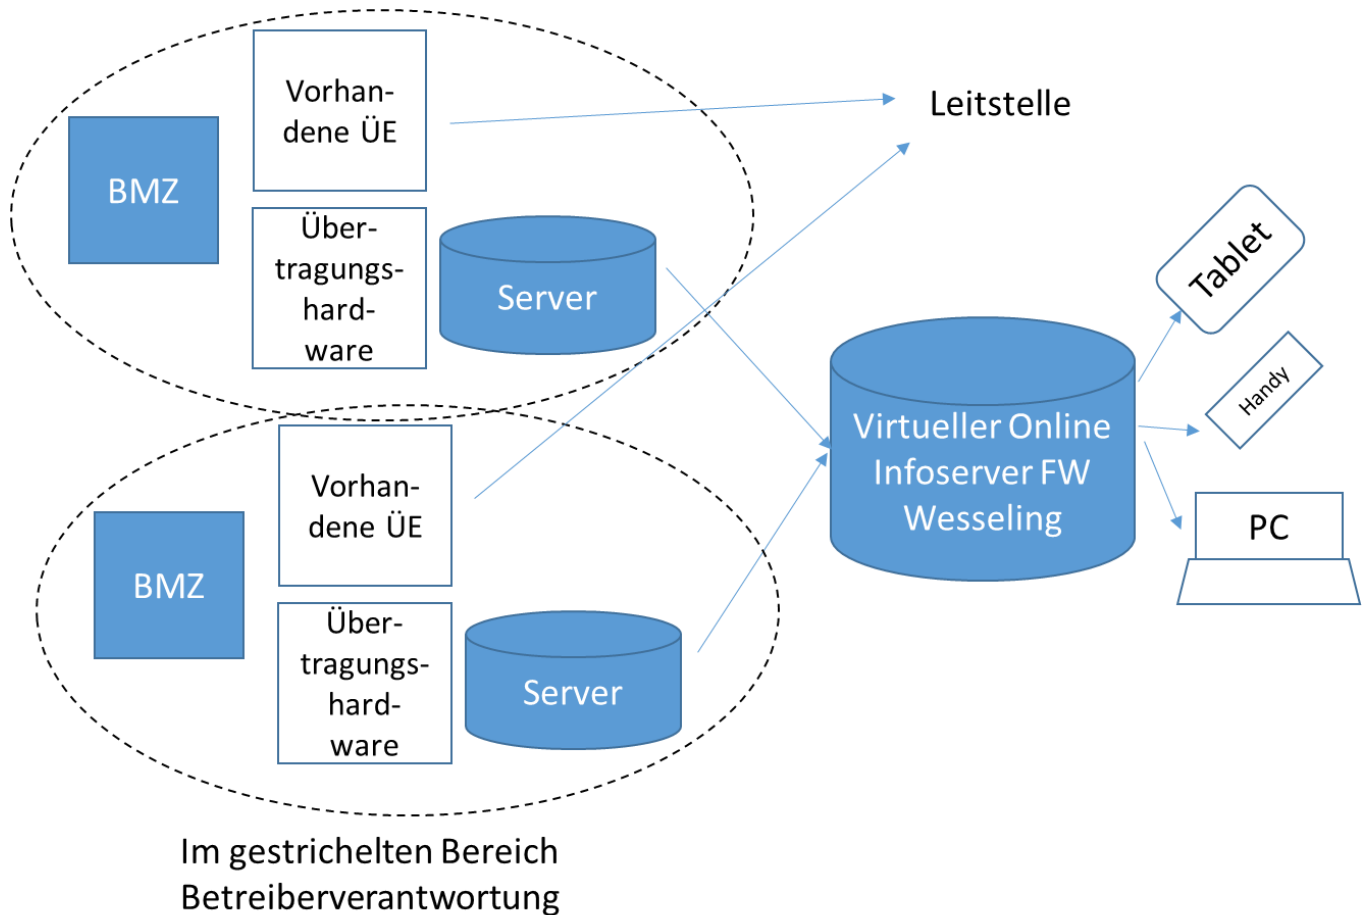 Vorhan-
dene ÜE
BMZ
Über-
tragungs-
hard-
ware
Server
Leitstelle
Vorhan-
dene ÜE
BMZ
Über-
tragungs-
hard-
ware
Server
Virtueller Online
Infoserver FW
Wesseling
Tablet
Handy
PC
Im gestrichelten Bereich
Betreiberverantwortung